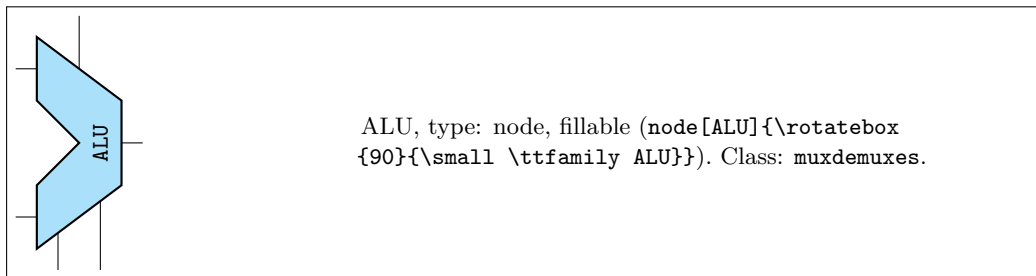 ALU
ALU, type: node, fillable (node[ALU]{\rotatebox
{90}{\small \ttfamily ALU}}). Class: muxdemuxes.